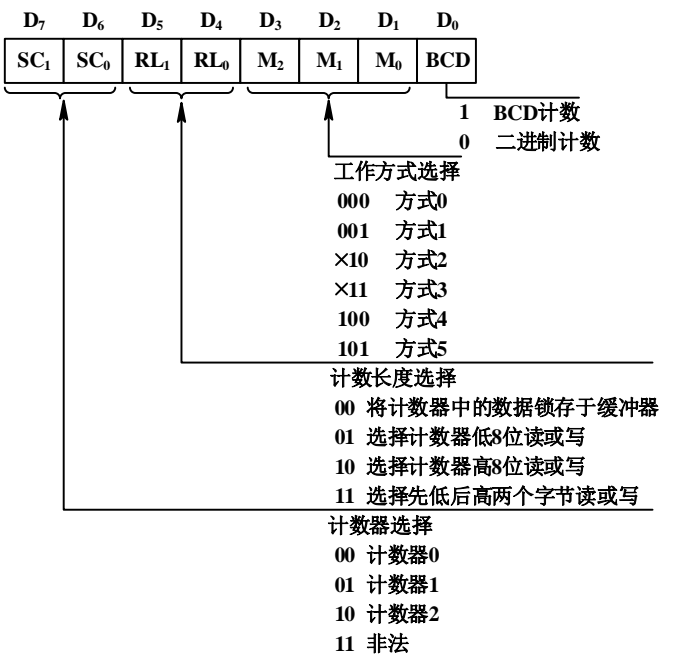 D₇ D₆ D₅ D₄ D₃ D₂ D₁ D₀
SC₁ SC₀ RL₁ RL₀ M₂ M₁ M₀ BCD
1 BCD计数
0 二进制计数
工作方式选择
000 方式0
001 方式1
×10 方式2
×11 方式3
100 方式4
101 方式5
计数长度选择
00 将计数器中的数据锁存于缓冲器
01 选择计数器低8位读或写
10 选择计数器高8位读或写
11 选择先低后高两个字节读或写
计数器选择
00 计数器0
01 计数器1
10 计数器2
11 非法